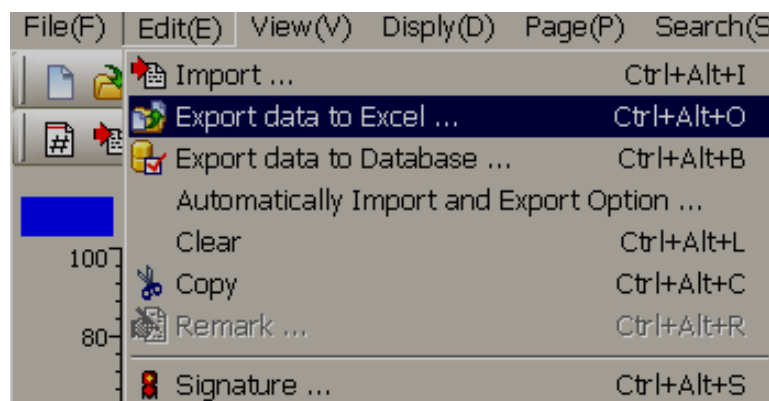 File(F) Edit(E) View(V) Disply(D) Page(P) Search(S
Import ... Ctrl+Alt+I
Export data to Excel ... Ctrl+Alt+O
Export data to Database ... Ctrl+Alt+B
Automatically Import and Export Option ...
Clear Ctrl+Alt+L
100
Copy Ctrl+Alt+C
Remark ... Ctrl+Alt+R
80
Signature ... Ctrl+Alt+S